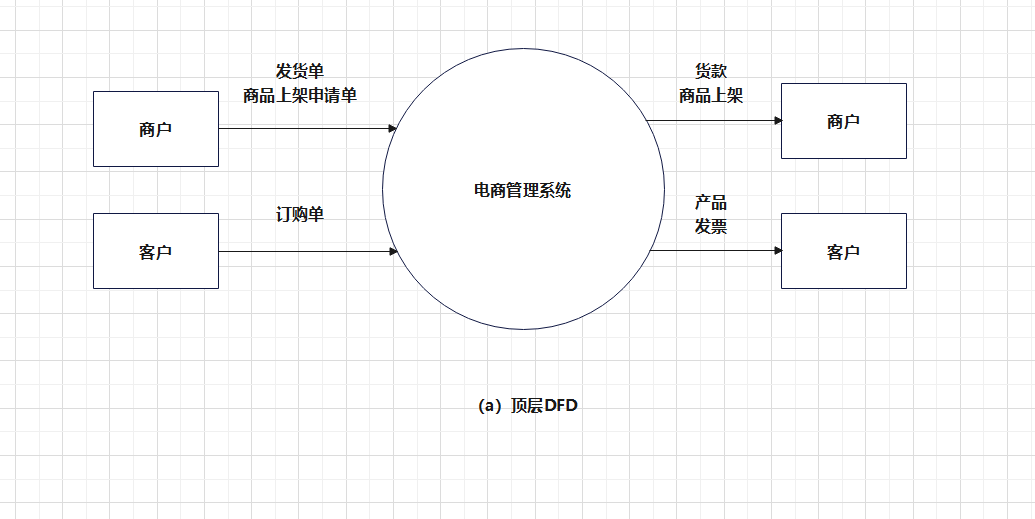 发货单
商品上架申请单
商户
订购单
客户
电商管理系统
货款
商品上架
商户
产品
发票
客户
（a）顶层DFD